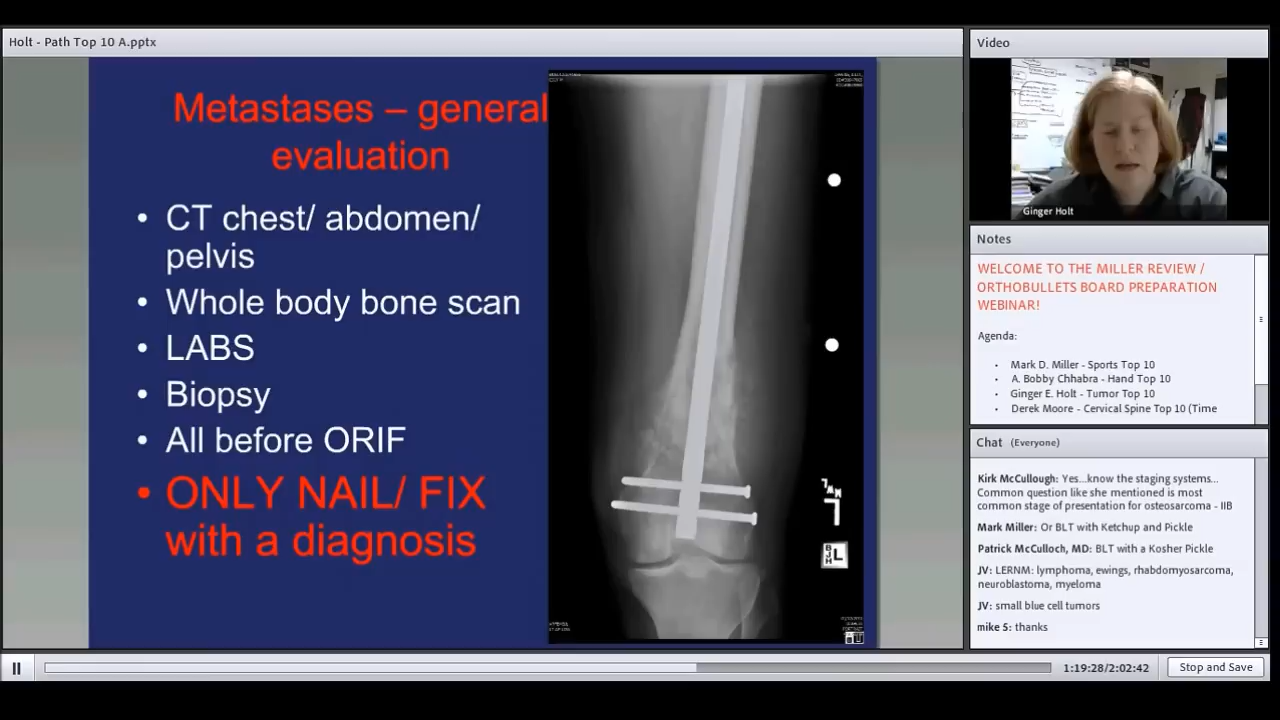 Holt - Path Top 10 A.pptx
Metastases – general
evaluation
• CT chest/ abdomen/
pelvis
• Whole body bone scan
• LABS
• Biopsy
• All before ORIF
• ONLY NAIL/ FIX
with a diagnosis
L
L
Video
Ginger Holt
Notes
WELCOME TO THE MILLER REVIEW /
ORTHOBULLETS BOARD PREPARATION
WEBINAR!
Agenda:
• Mark D. Miller - Sports Top 10
• A. Bobby Chhabra - Hand Top 10
• Ginger E. Holt - Tumor Top 10
• Derek Moore - Cervical Spine Top 10 (Time
Chat (Everyone)
Kirk McCullough: Yes...know the staging systems...
Common question like she mentioned is most
common stage of presentation for osteosarcoma - IIB
Mark Miller: Or BLT with Ketchup and Pickle
Patrick McCulloch, MD: BLT with a Kosher Pickle
JV: LERNM: lymphoma, ewings, rhabdomyosarcoma,
neuroblastoma, myeloma
JV: small blue cell tumors
mike S: thanks
1:19:28/2:02:42
Stop and Save